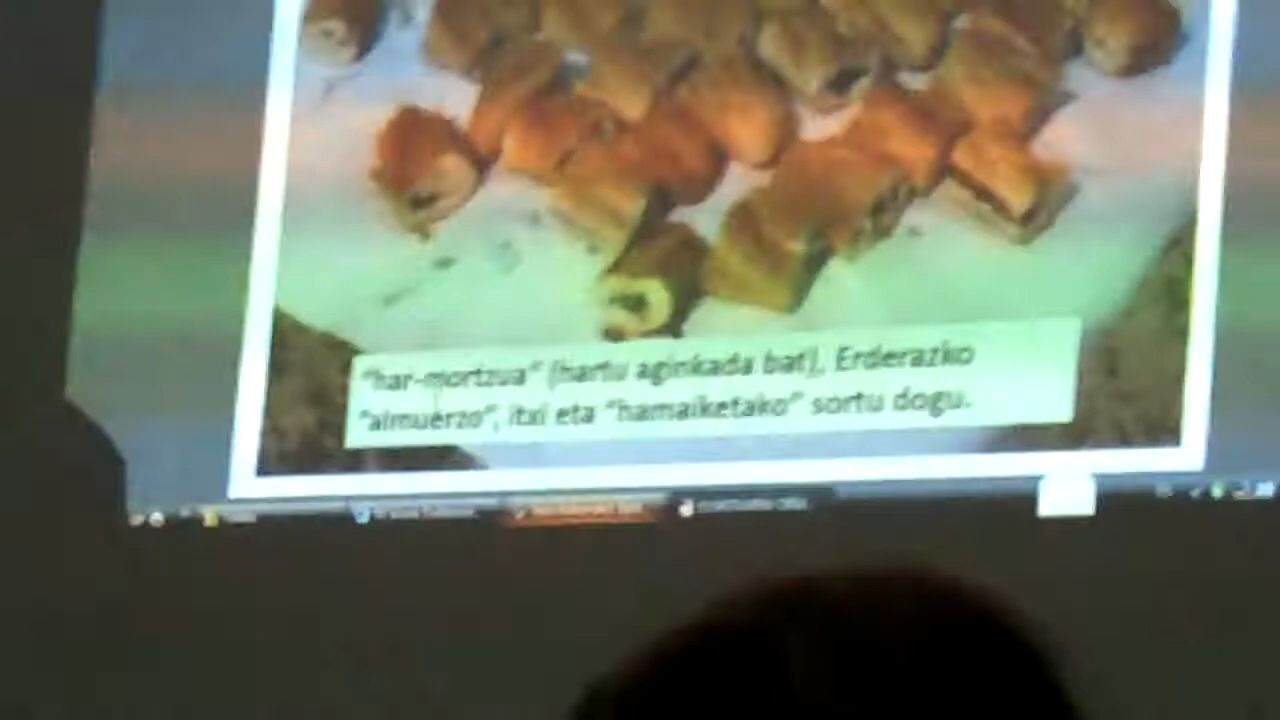 "har-mortzua" (hartu aginkada bat), Erderazko
"almuerzo", itxi eta "hamaiketako" sortu dogu.